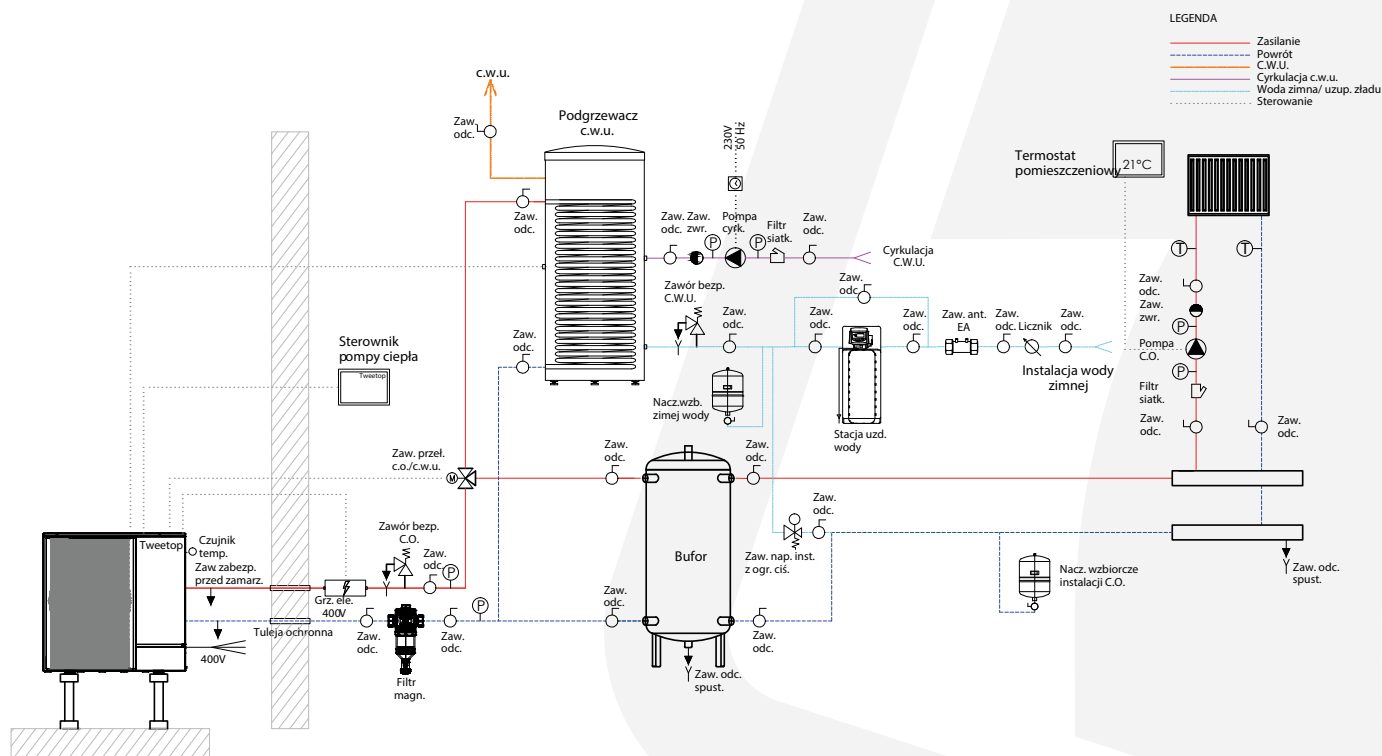 LEGENDA
Zasilanie
Powrót
C.W.U.
Cyrkulacja c.w.u.
Woda zimna/ uzup. zładu
Sterowanie
c.w.u.
Zaw.
odc.
Podgrzewacz
c.w.u.
230V
50 Hz
Termostat
pomieszczeniowy
21°C
Zaw.
odc.
Zaw.
odc.
Zaw.
zwr.
P
Pompa
cyrk.
P
Filtr
siatk.
Zaw.
odc.
Cyrkulacja
C.W.U.
T
T
Zawór bezp.
C.W.U.
Zaw.
odc.
Zaw.
odc.
Zaw.
zwr.
P
Pompa
C.O.
P
Filtr
siatk.
Zaw.
odc.
Zaw.
odc.
Zaw.
odc.
Zaw.
odc.
Zaw.
odc.
Zaw. ant.
EA
Zaw.
odc.
Licznik
Zaw.
odc.
Instalacja wody
zimnej
Zaw.
odc.
Sterownik
pompy ciepła
Tweetop
Nacz.wzb.
zimej wody
Stacja uzd.
wody
Zaw. przeł.
c.o./c.w.u.
M
Zaw.
odc.
Zaw.
odc.
Zaw.
odc.
Zaw. nap. inst.
z ogr. ciś.
Bufor
Tweetop
Czujnik
temp.
Zaw zabezp.
przed zamarz.
Zawór bezp.
C.O.
Zaw.
odc.
P
Grz. ele.
400V
Tuleja ochronna
400V
Zaw.
odc.
Filtr
magn.
Zaw.
odc.
P
Zaw.
odc.
Zaw.
odc.
Zaw. odc.
spust.
Nacz. wzbiorcze
instalacji C.O.
Zaw. odc.
spust.